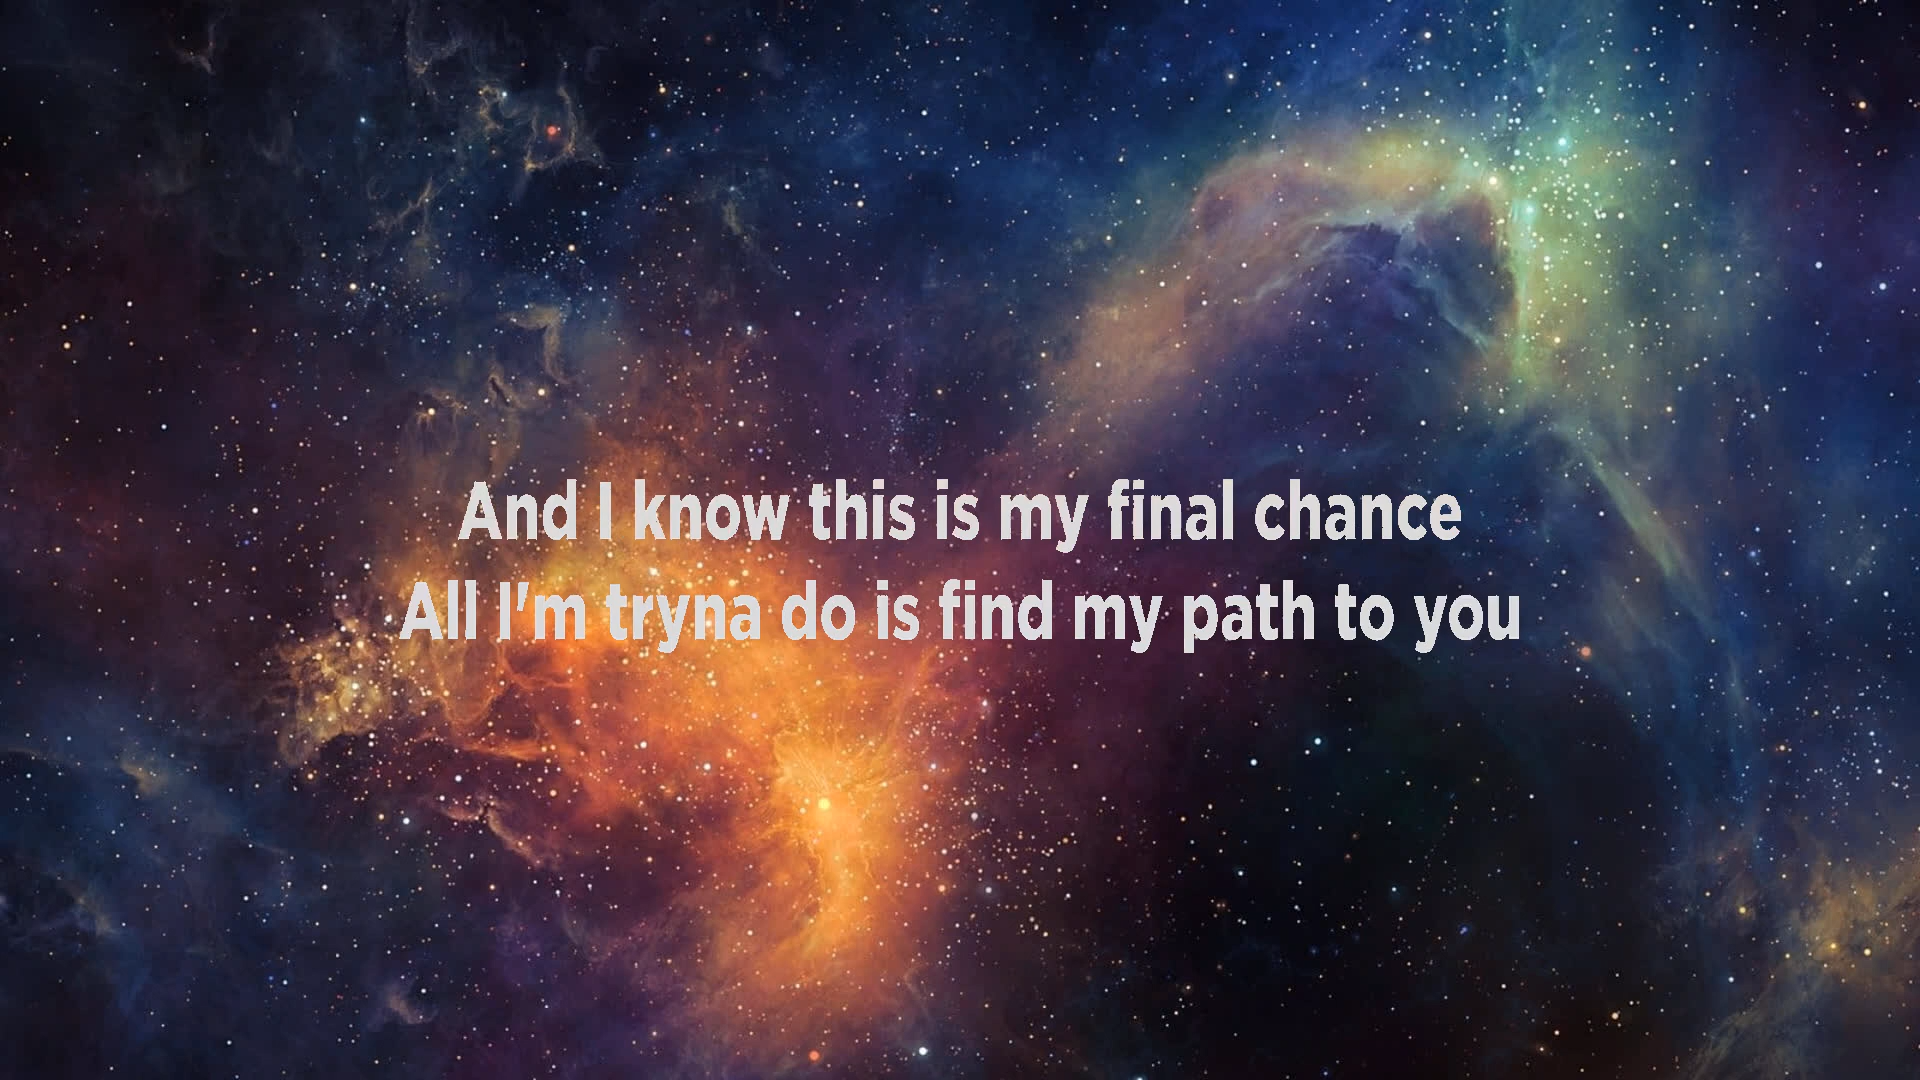 And I know this is my final chance
All I'm tryna do is find my path to you